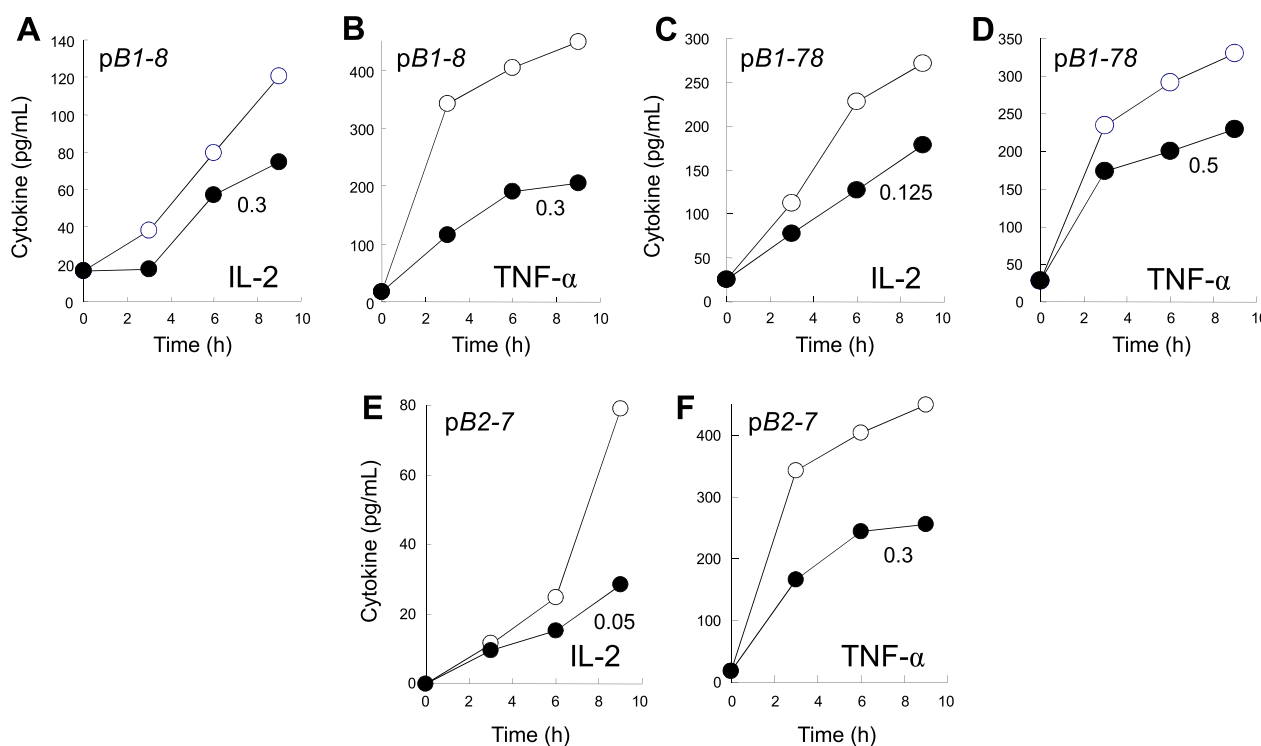 A
pB1-8
Cytokine (pg/mL)
140
120
100
80
60
40
20
0
0.3
IL-2
0 2 4 6 8 10
Time (h)
B
pB1-8
400
300
200
100
0
0.3
TNF-α
0 2 4 6 8 10
Time (h)
C
pB1-78
Cytokine (pg/mL)
300
250
200
150
100
50
0
0.125
IL-2
0 2 4 6 8 10
Time (h)
D
pB1-78
350
300
250
200
150
100
50
0
0.5
TNF-α
0 2 4 6 8 10
Time (h)
E
pB2-7
Cytokine (pg/mL)
80
60
40
20
0
0.05
IL-2
0 2 4 6 8 10
Time (h)
F
pB2-7
400
300
200
100
0
0.3
TNF-α
0 2 4 6 8 10
Time (h)